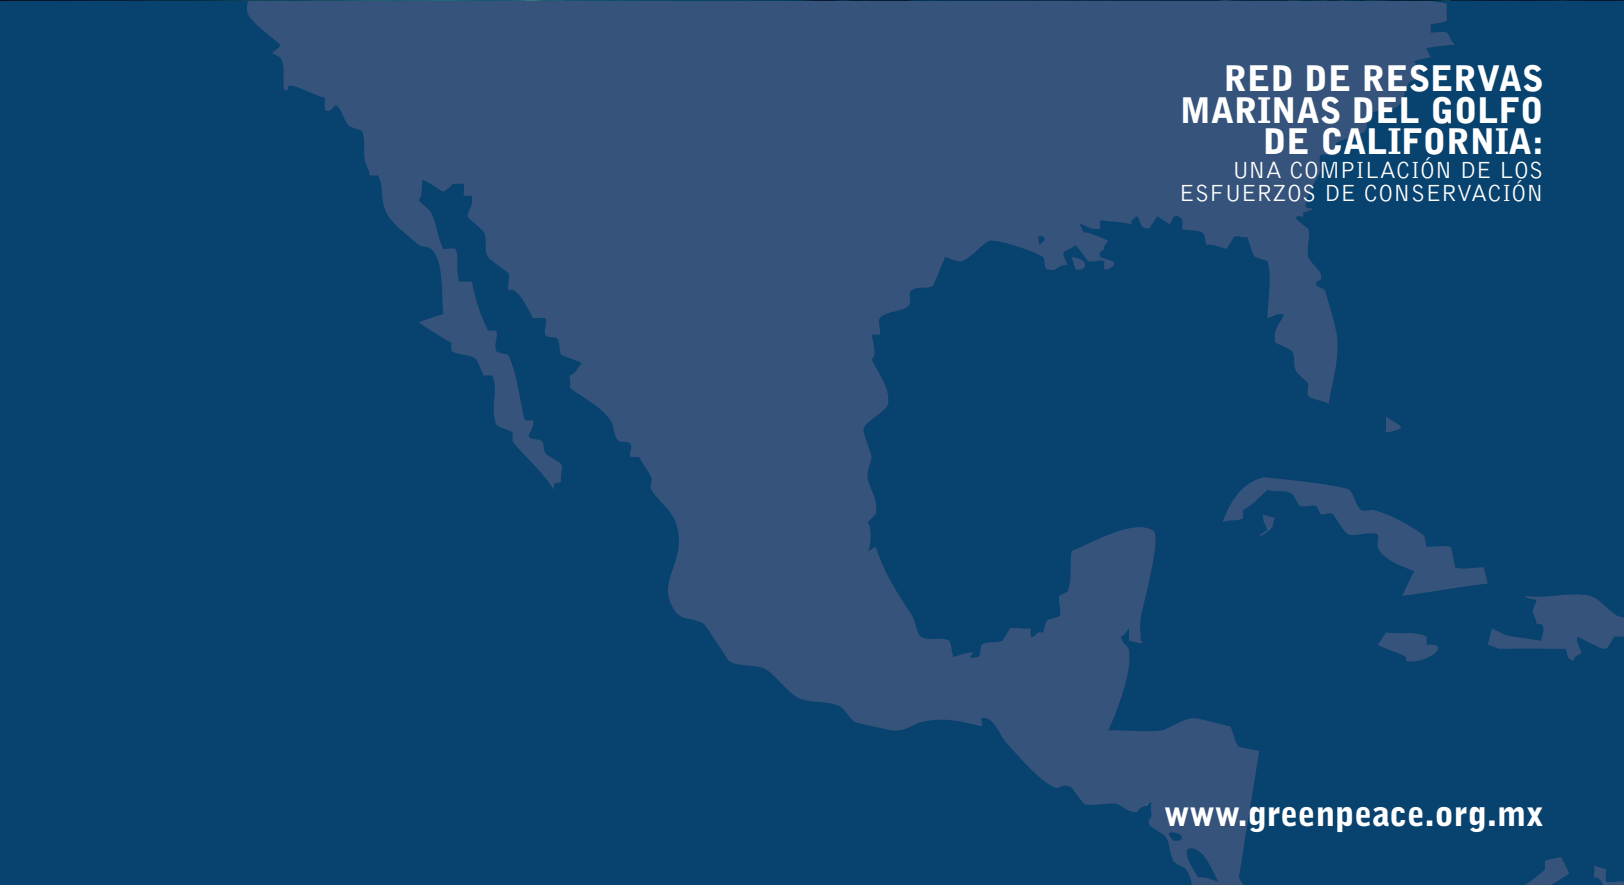 RED DE RESERVAS
MARINAS DEL GOLFO
DE CALIFORNIA:
UNA COMPILACIÓN DE LOS
ESFUERZOS DE CONSERVACIÓN
www.greenpeace.org.mx